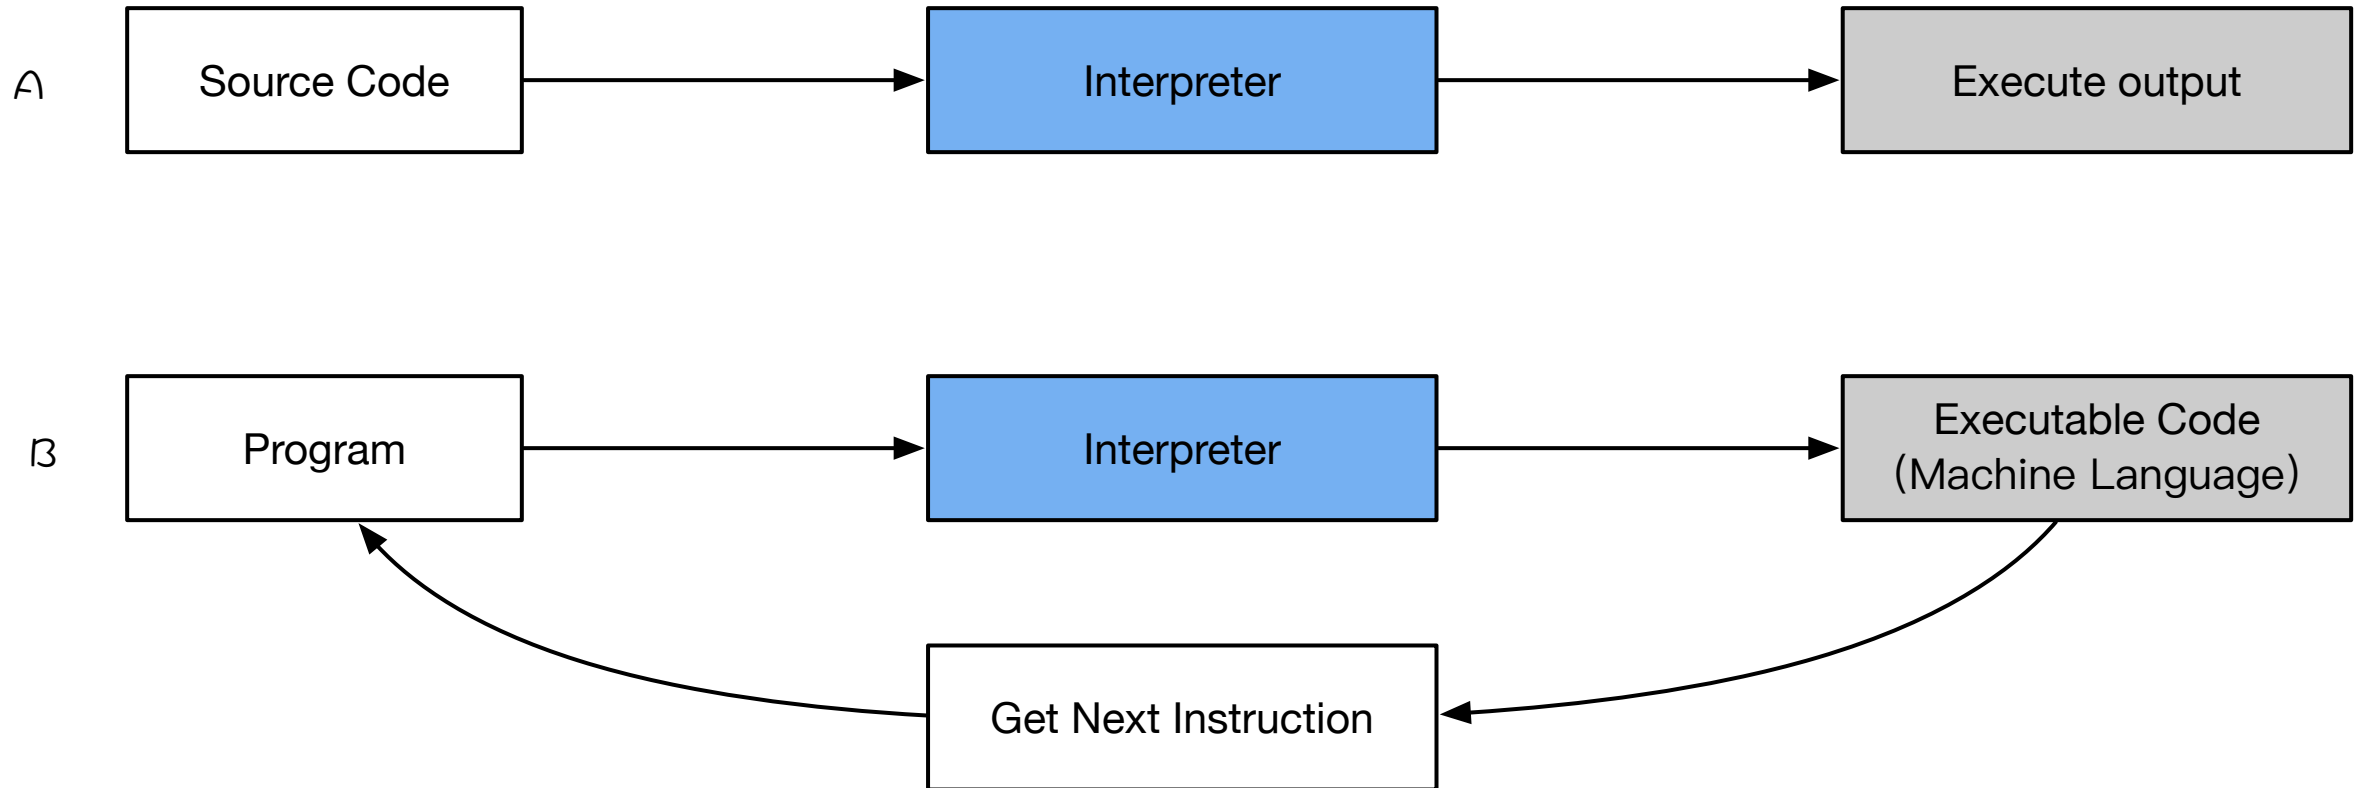 A
Source Code
Interpreter
Execute output
B
Program
Interpreter
Executable Code
(Machine Language)
Get Next Instruction